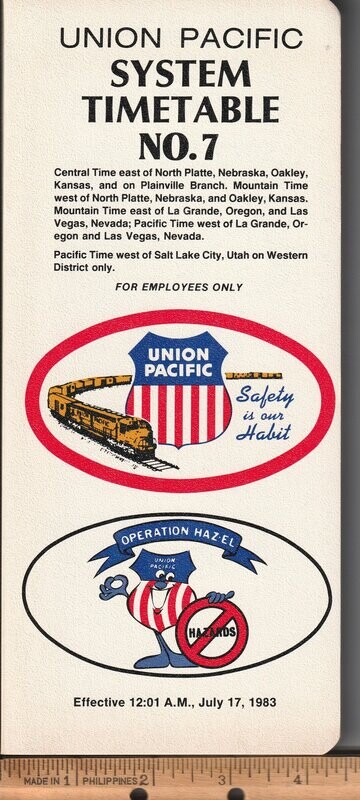 UNION PACIFIC
SYSTEM
TIMETABLE
NO.7
Central Time east of North Platte, Nebraska, Oakley,
Kansas, and on Plainville Branch. Mountain Time
west of North Platte, Nebraska, and Oakley, Kansas.
Mountain Time east of La Grande, Oregon, and Las
Vegas, Nevada; Pacific Time west of La Grande, Or-
egon and Las Vegas, Nevada.
Pacific Time west of Salt Lake City, Utah on Western
District only.
FOR EMPLOYEES ONLY
UNION
PACIFIC
Safety
is our
Habit
OPERATION HAZ-EL
UNION
PACIFIC
HAZARDS
Effective 12:01 A.M., July 17, 1983
MADE IN 1 PHILIPPINES 2 3 4